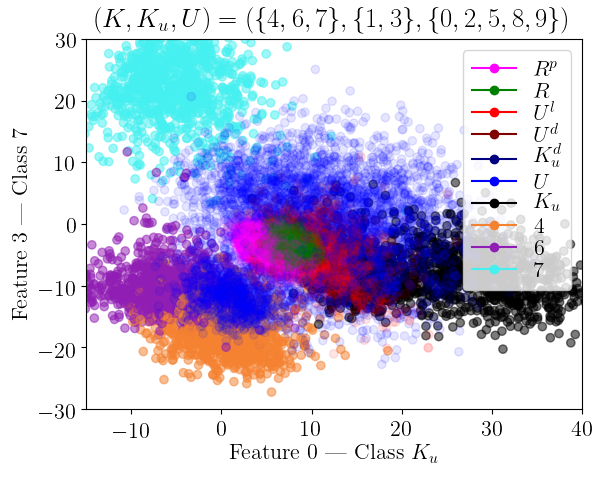 (K, K_u, U) = ({4, 6, 7}, {1, 3}, {0, 2, 5, 8, 9})
30
20
10
0
−10
−20
−30
Feature 3 — Class 7
R^p
R
U^l
U^d
K_u^d
U
K_u
4
6
7
−10
0
10
20
30
40
Feature 0 — Class K_u